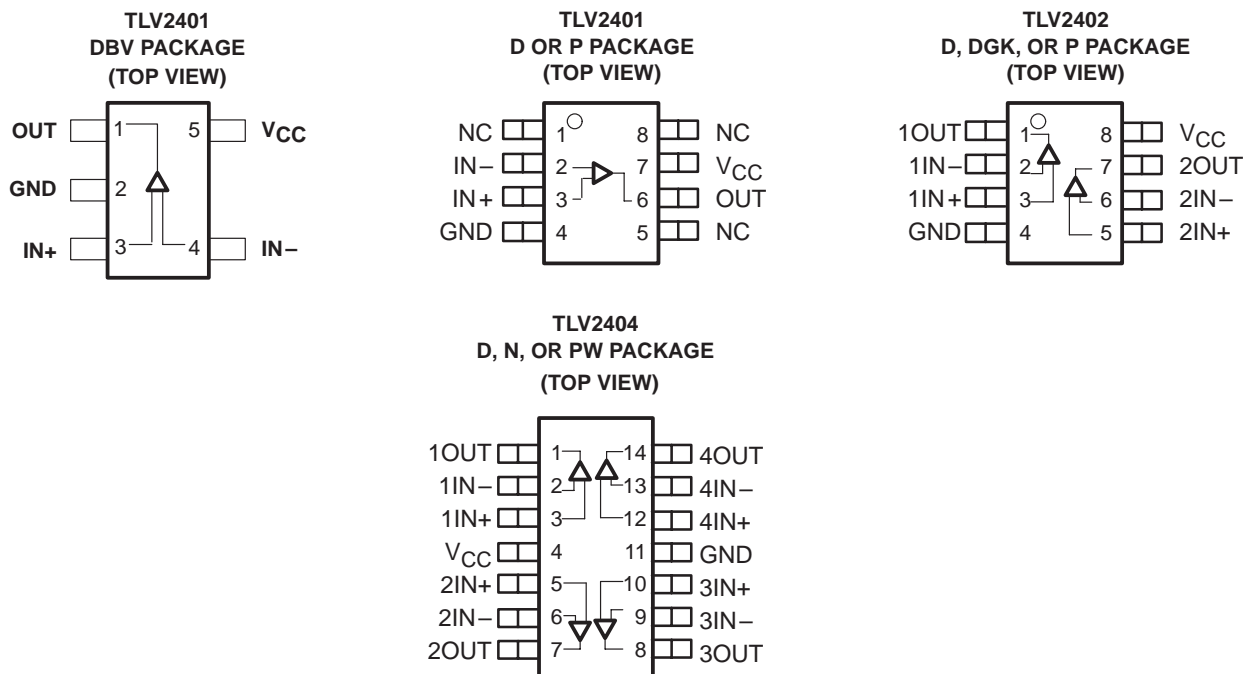 TLV2401
DBV PACKAGE
(TOP VIEW)
OUT 1 5 VCC
GND 2
IN+ 3 4 IN–
TLV2401
D OR P PACKAGE
(TOP VIEW)
NC 1 8 NC
IN– 2 7 VCC
IN+ 3 6 OUT
GND 4 5 NC
TLV2402
D, DGK, OR P PACKAGE
(TOP VIEW)
1OUT 1 8 VCC
1IN– 2 7 2OUT
1IN+ 3 6 2IN–
GND 4 5 2IN+
TLV2404
D, N, OR PW PACKAGE
(TOP VIEW)
1OUT 1 14 4OUT
1IN– 2 13 4IN–
1IN+ 3 12 4IN+
VCC 4 11 GND
2IN+ 5 10 3IN+
2IN– 6 9 3IN–
2OUT 7 8 3OUT